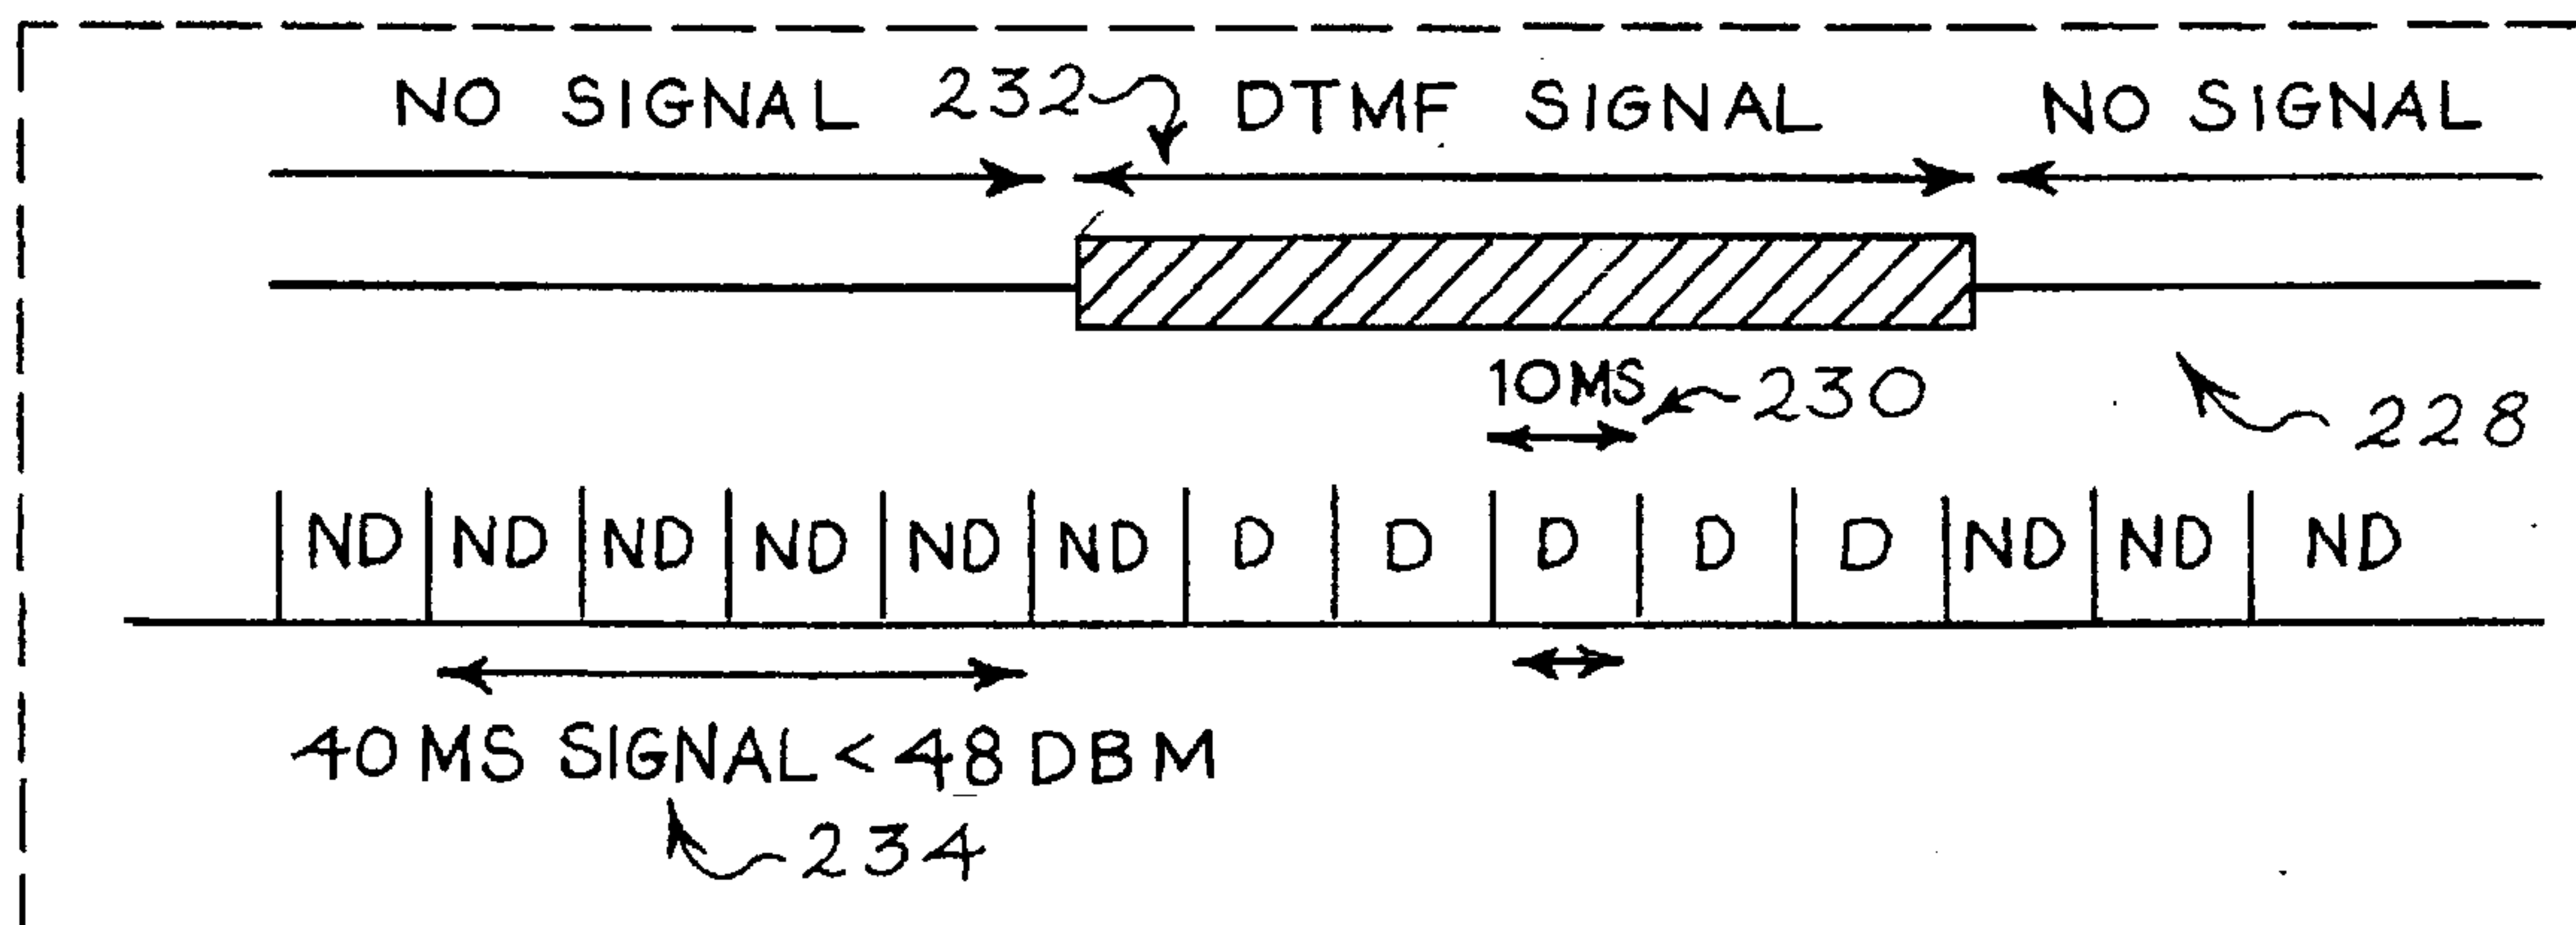 NO SIGNAL 232 DTMF SIGNAL NO SIGNAL
10MS 230
228
ND ND ND ND ND ND D D D D D ND ND ND
40 MS SIGNAL < 48 DBM
234